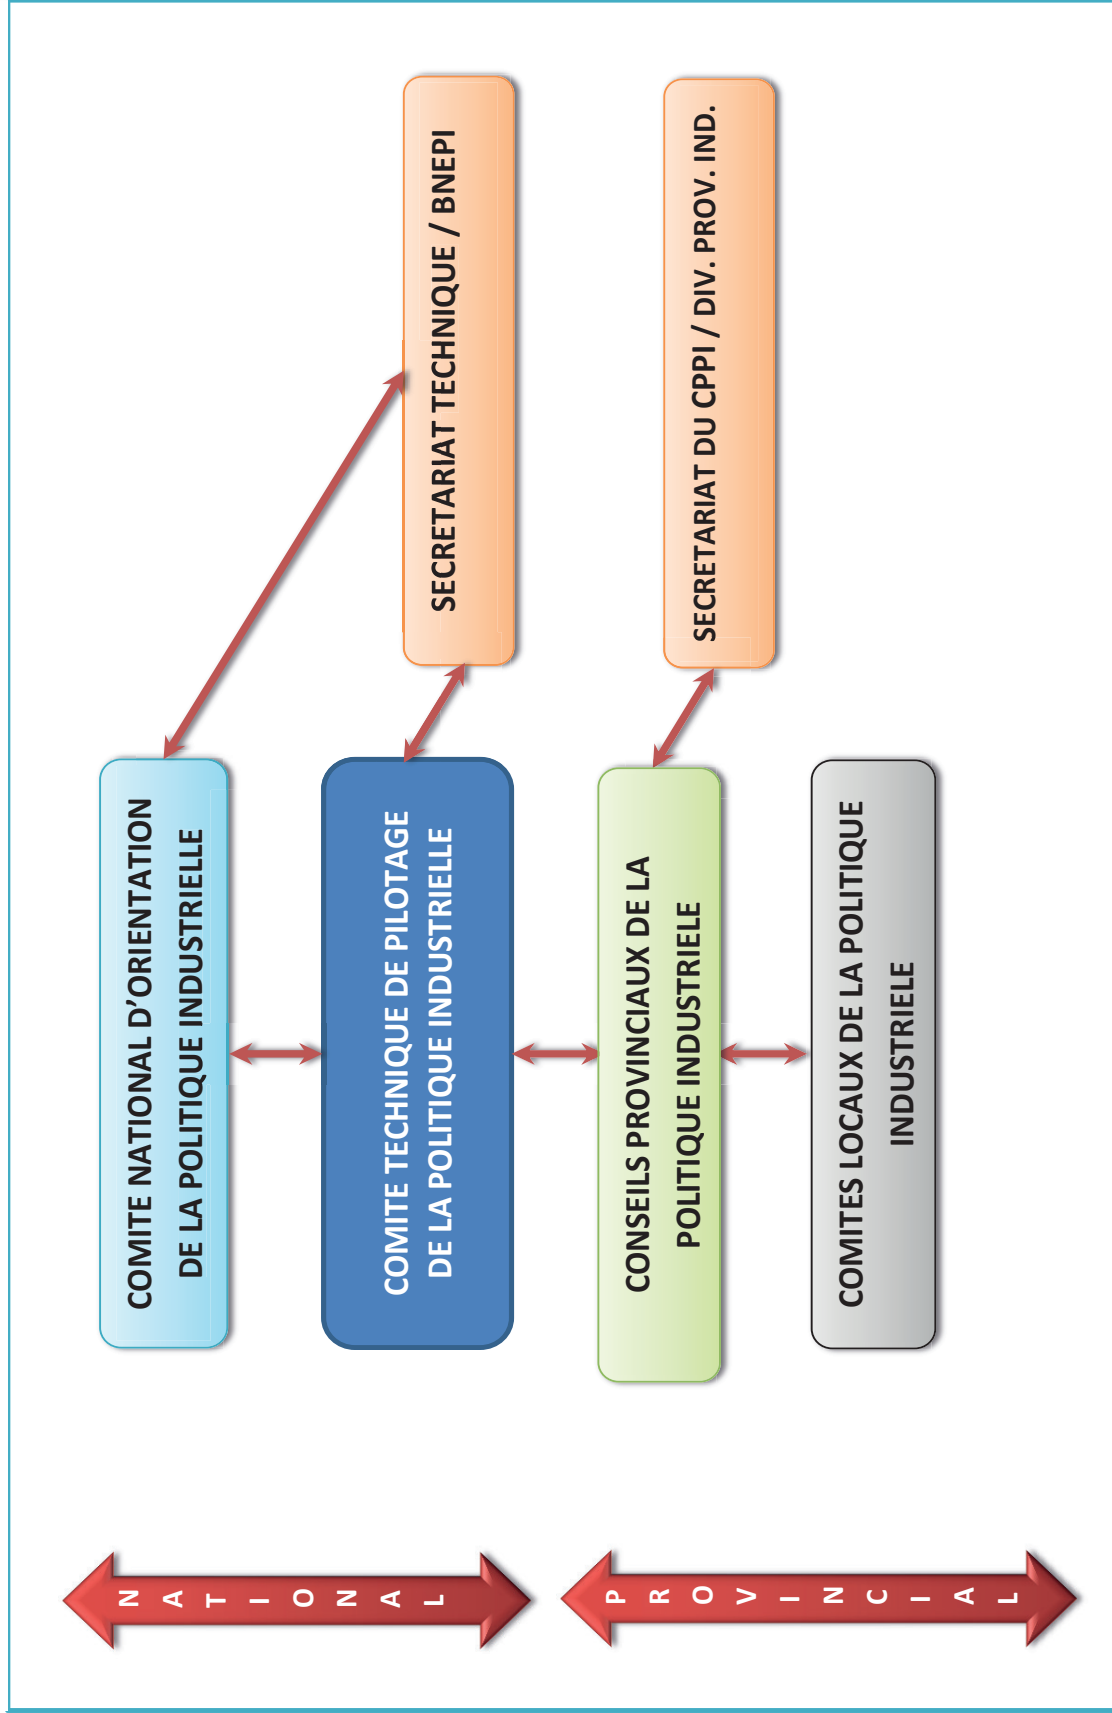 NATIONAL
COMITE NATIONAL D’ORIENTATION
DE LA POLITIQUE INDUSTRIELLE
COMITE TECHNIQUE DE PILOTAGE
DE LA POLITIQUE INDUSTRIELLE
SECRETARIAT TECHNIQUE / BNEPI
PROVINCIAL
CONSEILS PROVINCIAUX DE LA
POLITIQUE INDUSTRIELE
SECRETARIAT DU CPPI / DIV. PROV. IND.
COMITES LOCAUX DE LA POLITIQUE
INDUSTRIELE